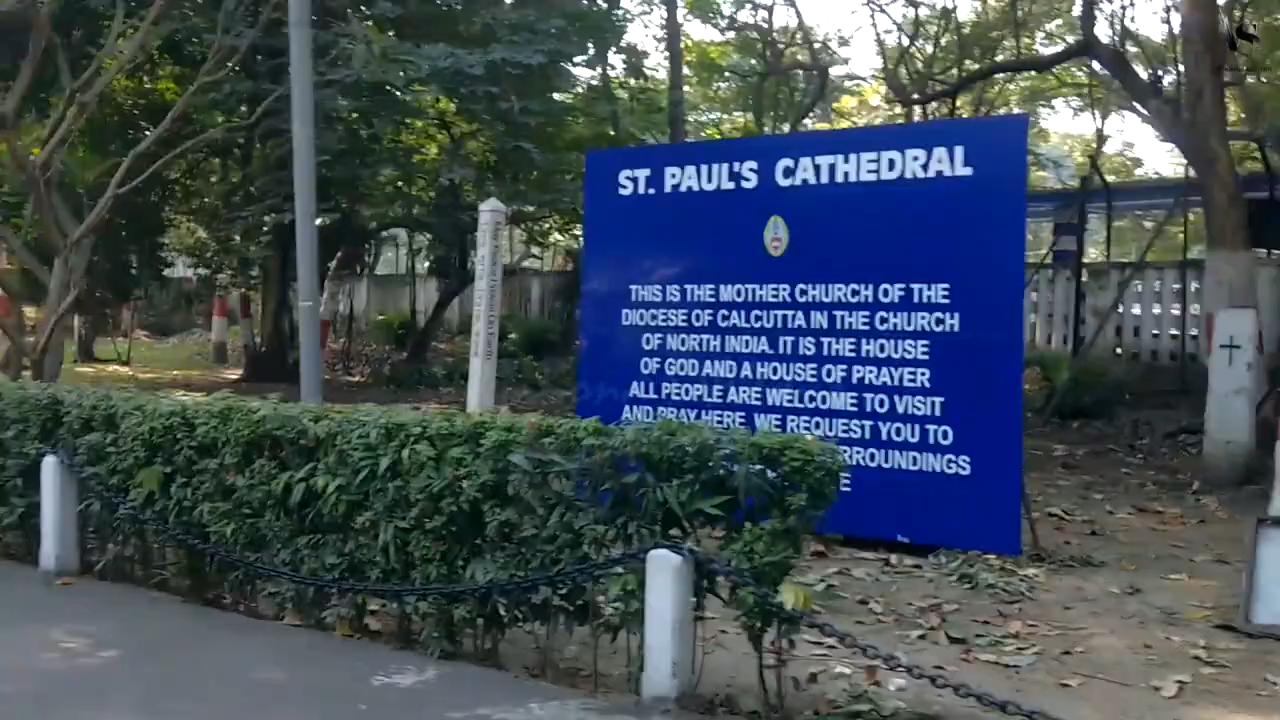 ST. PAUL'S CATHEDRAL
THIS IS THE MOTHER CHURCH OF THE
DIOCESE OF CALCUTTA IN THE CHURCH
OF NORTH INDIA. IT IS THE HOUSE
OF GOD AND A HOUSE OF PRAYER
ALL PEOPLE ARE WELCOME TO VISIT
AND PRAY HERE. WE REQUEST YOU TO